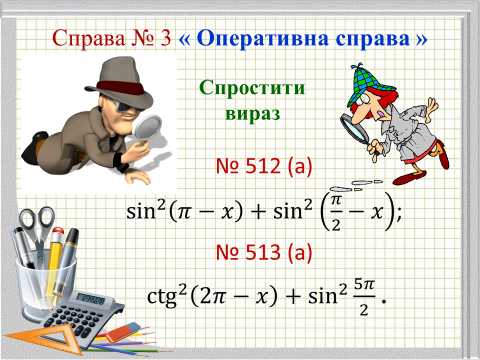 Справа № 3 « Оперативна справа »
Спростити
вираз
№ 512 (а)
sin²(π − x) + sin²(π/2 − x);
№ 513 (а)
ctg²(2π − x) + sin² 5π/2 .